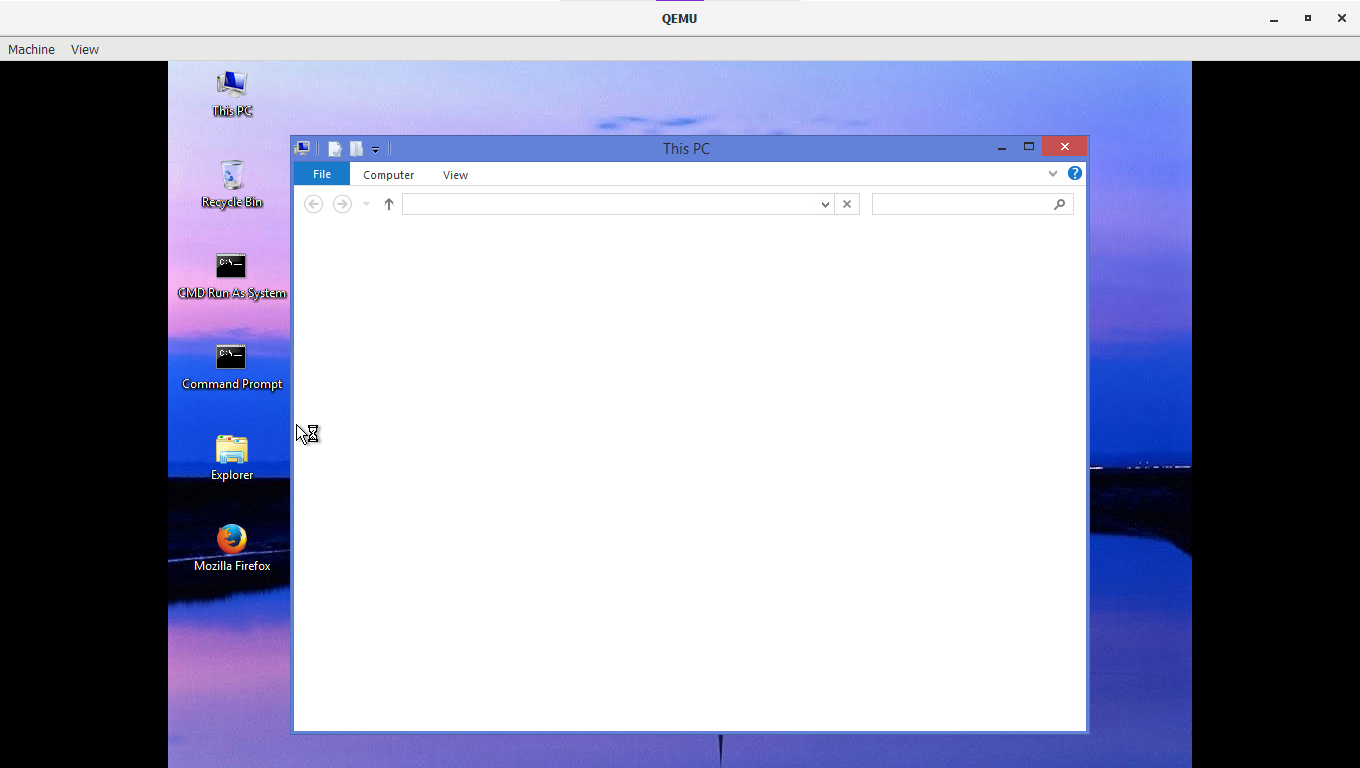 QEMU
Machine View
This PC
Recycle Bin
CMD Run As System
Command Prompt
Explorer
Mozilla Firefox
This PC
File Computer View